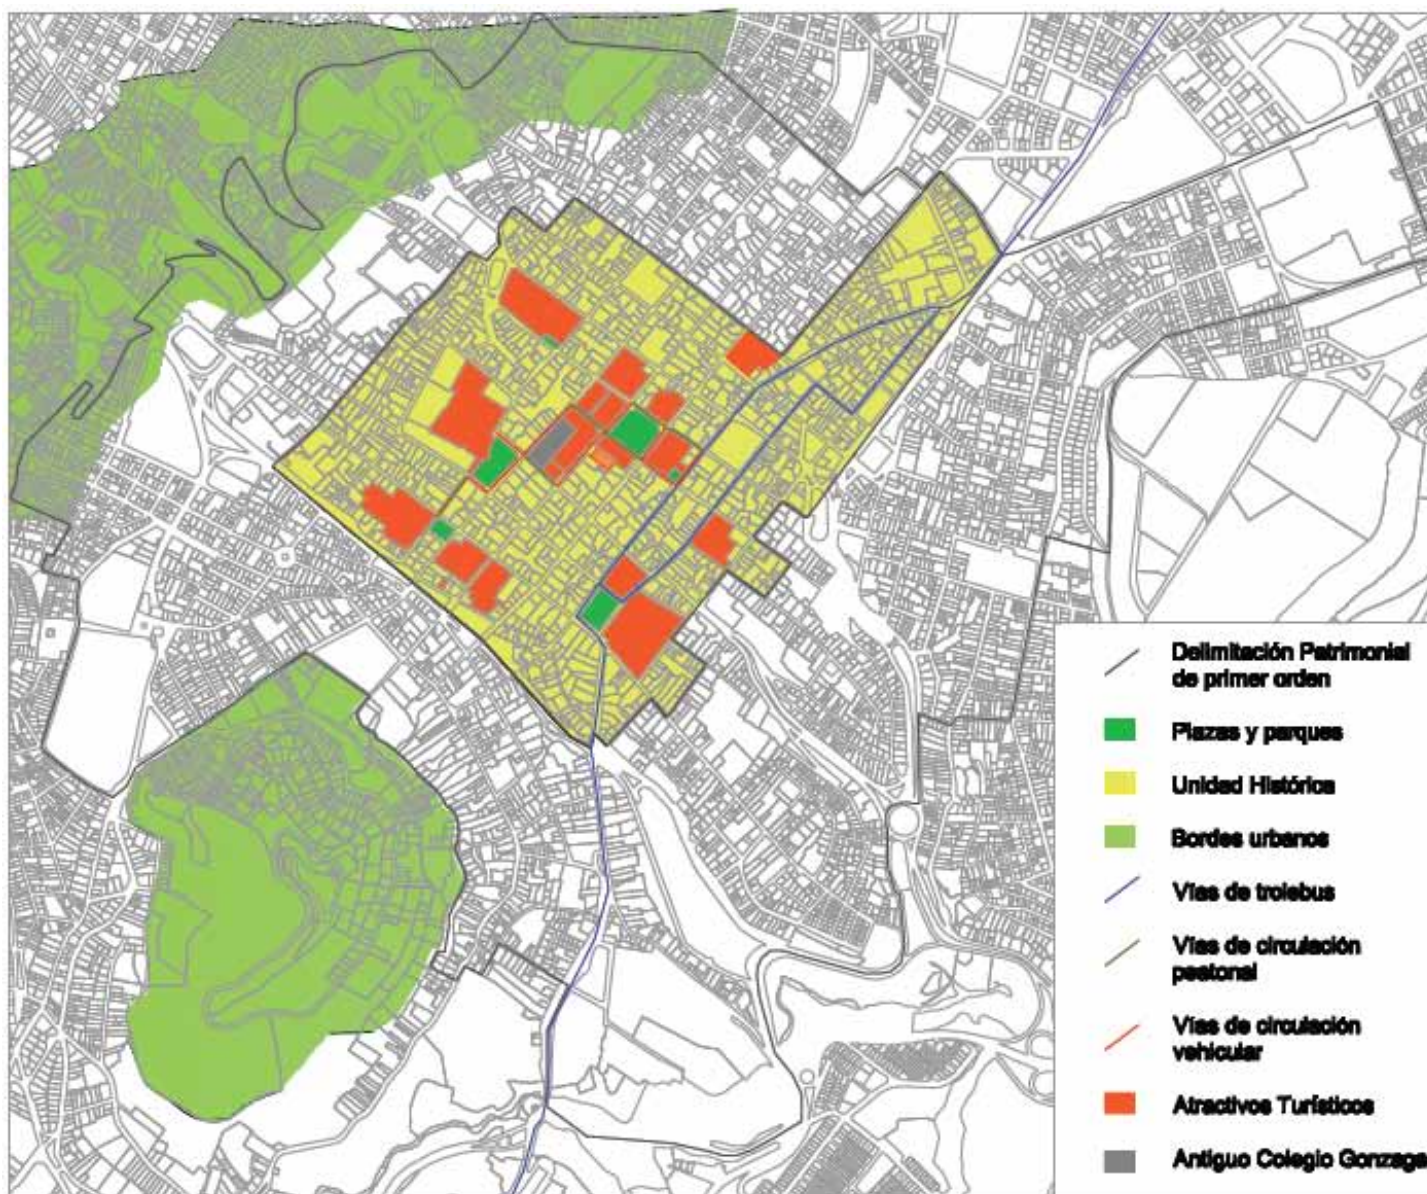 Delimitación Patrimonial
de primer orden
Plazas y parques
Unidad Histórica
Bordes urbanos
Vías de trolebus
Vías de circulación
peatonal
Vías de circulación
vehicular
Atractivos Turísticos
Antiguo Colegio Gonzaga